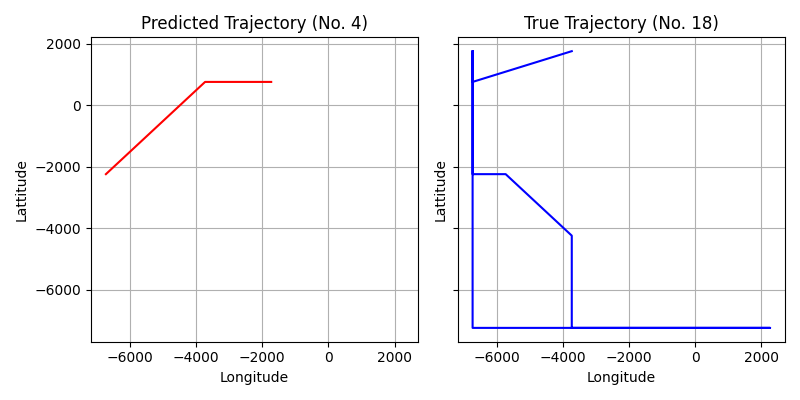 Predicted Trajectory (No. 4)
True Trajectory (No. 18)
2000
0
−2000
−4000
−6000
Lattitude
Lattitude
−6000 −4000 −2000 0 2000
−6000 −4000 −2000 0 2000
Longitude
Longitude